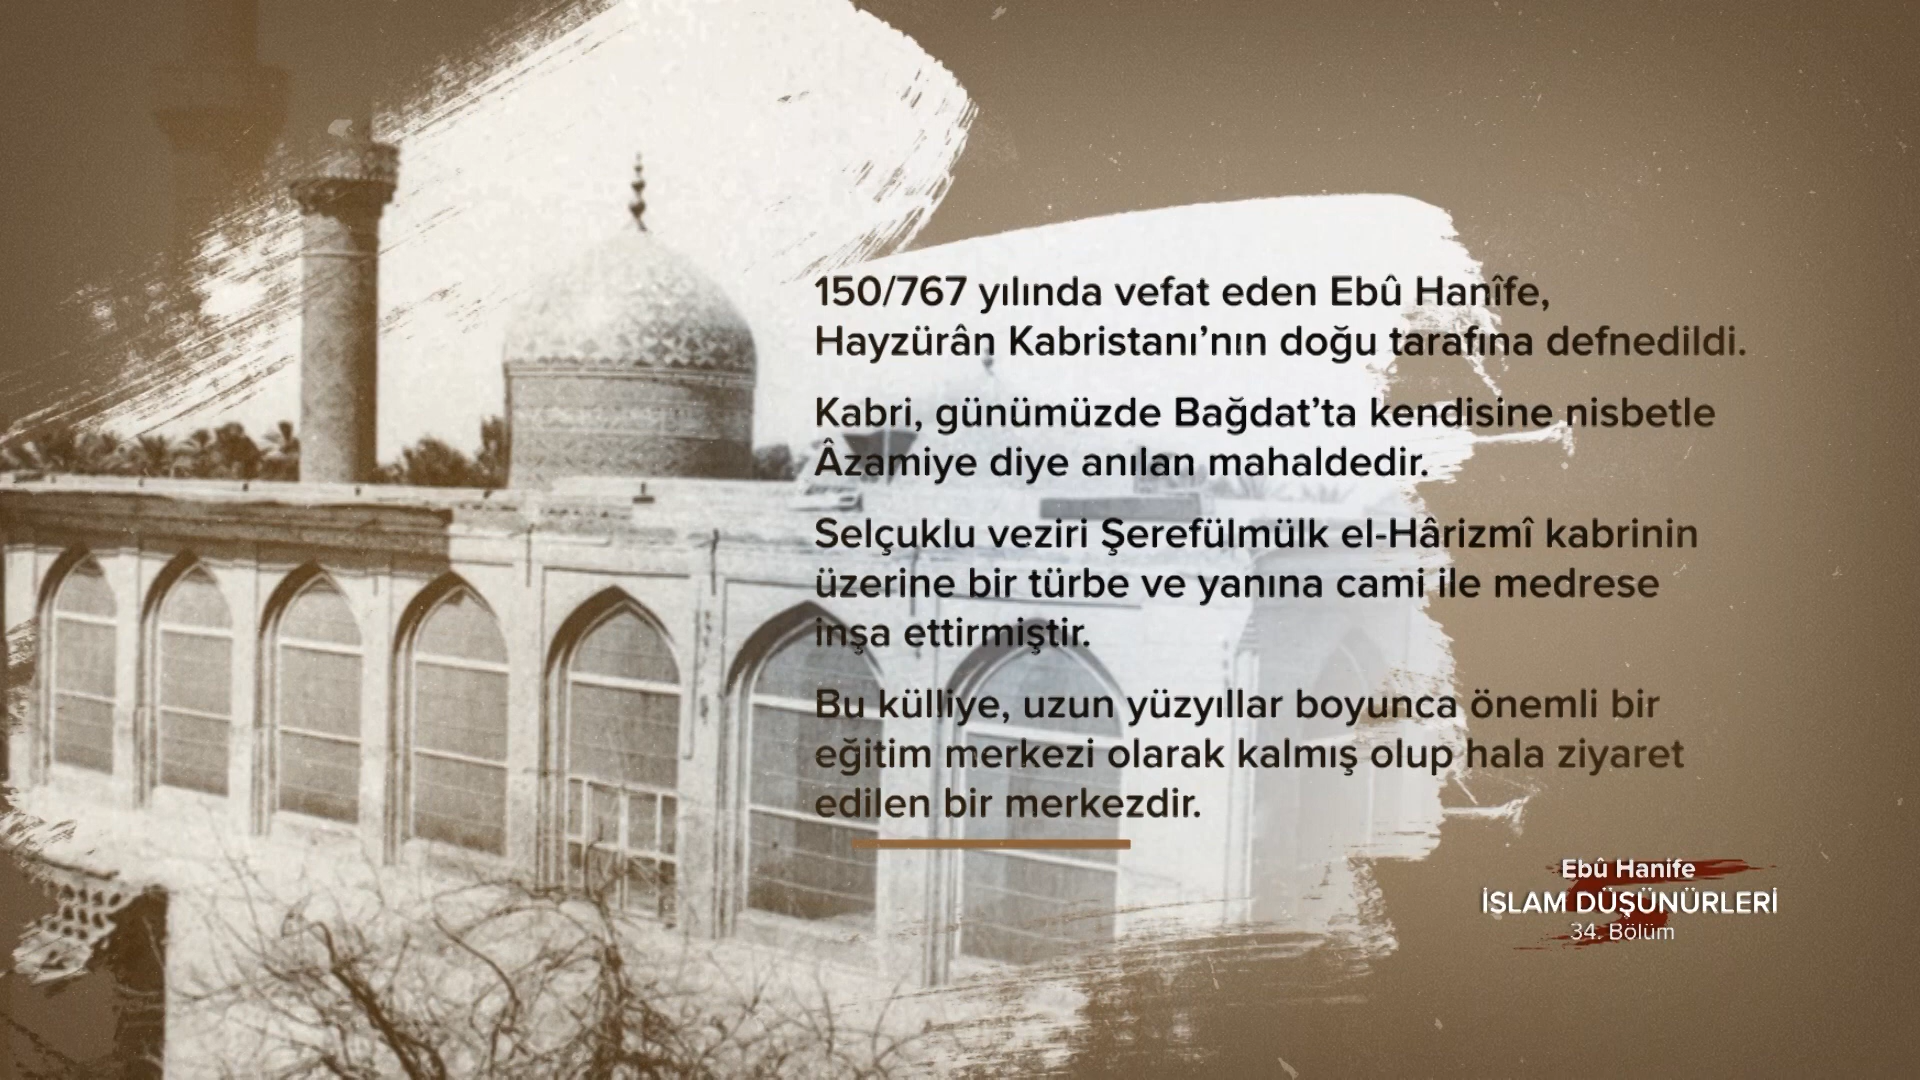 150/767 yılında vefat eden Ebû Hanîfe,
Hayzürân Kabristanı’nın doğu tarafına defnedildi.
Kabri, günümüzde Bağdat’ta kendisine nisbetle
Âzamiye diye anılan mahaldedir.
Selçuklu veziri Şerefülmülk el-Hârizmî kabrinin
üzerine bir türbe ve yanına cami ile medrese
inşa ettirmiştir.
Bu külliye, uzun yüzyıllar boyunca önemli bir
eğitim merkezi olarak kalmış olup hala ziyaret
edilen bir merkezdir.
Ebû Hanife
İSLAM DÜŞÜNÜRLERİ
34. Bölüm